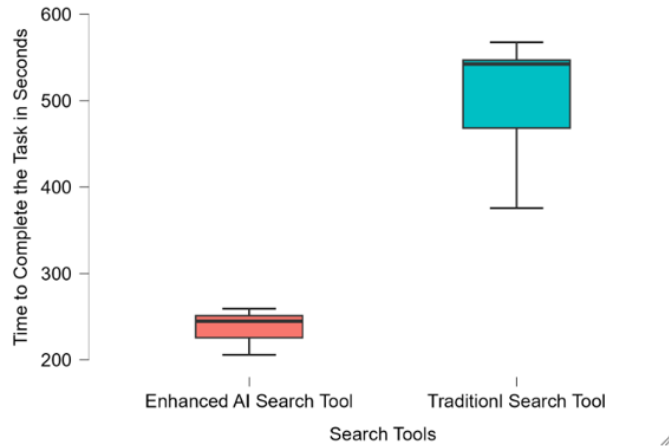 600
500
400
300
200
Time to Complete the Task in Seconds
Enhanced AI Search Tool
Traditionl Search Tool
Search Tools